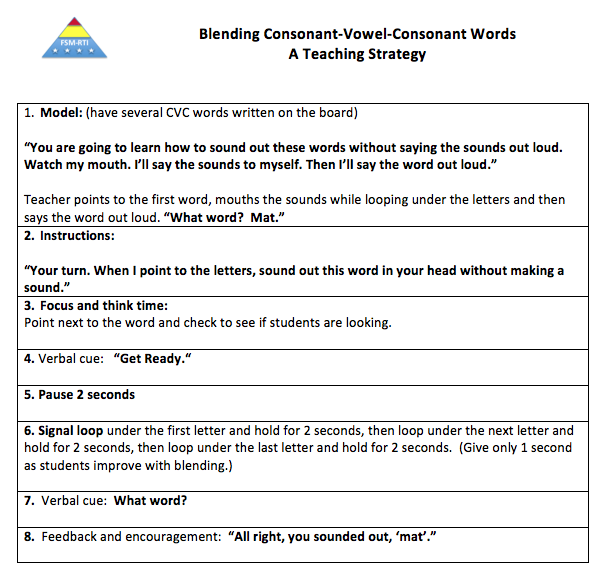 Blending Consonant-Vowel-Consonant Words
A Teaching Strategy
FSM-RTI
1. Model: (have several CVC words written on the board)
“You are going to learn how to sound out these words without saying the sounds out loud.
Watch my mouth. I’ll say the sounds to myself. Then I’ll say the word out loud.”
Teacher points to the first word, mouths the sounds while looping under the letters and then
says the word out loud. “What word? Mat.”
2. Instructions:
“Your turn. When I point to the letters, sound out this word in your head without making a
sound.”
3. Focus and think time:
Point next to the word and check to see if students are looking.
4. Verbal cue: “Get Ready.“
5. Pause 2 seconds
6. Signal loop under the first letter and hold for 2 seconds, then loop under the next letter and
hold for 2 seconds, then loop under the last letter and hold for 2 seconds. (Give only 1 second
as students improve with blending.)
7. Verbal cue: What word?
8. Feedback and encouragement: “All right, you sounded out, ‘mat’.”